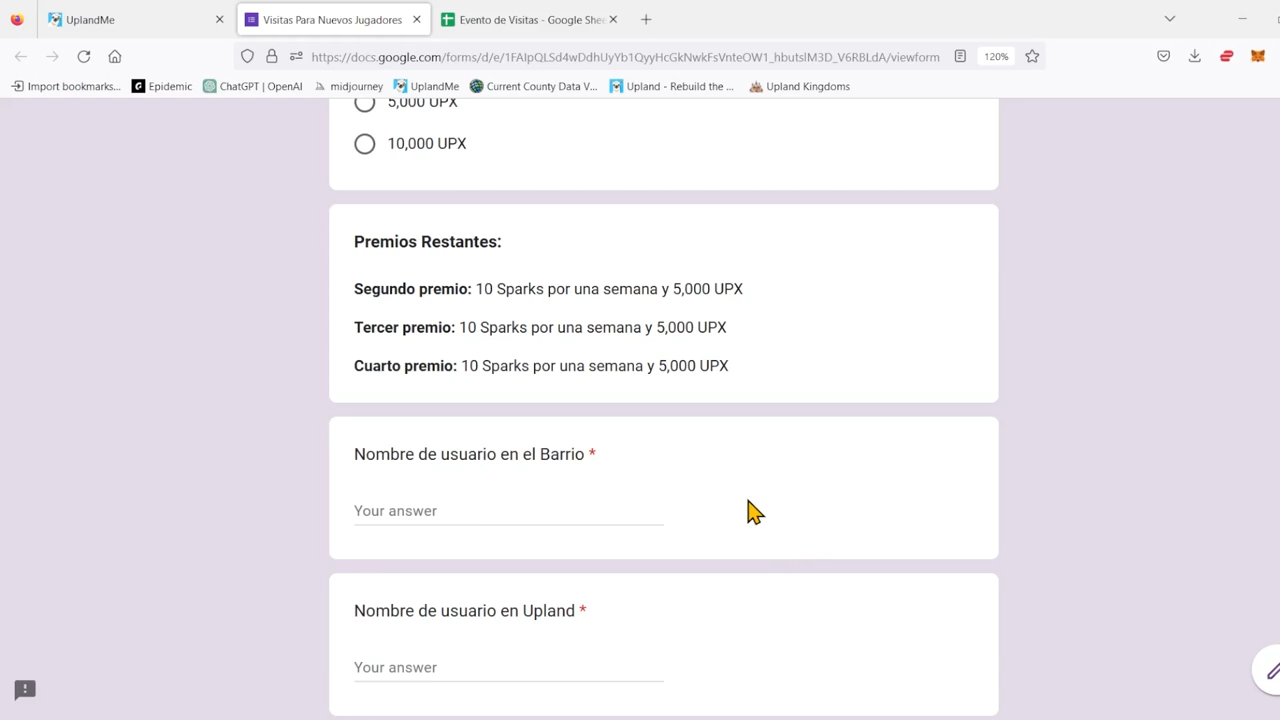 UplandMe
Visitas Para Nuevos Jugadores
Evento de Visitas - Google She
https://docs.google.com/forms/d/e/1FAIpQLSd4wDdhUyYb1QyyHcGkNwkFsVnteOW1_hbutslM3D_V6RBLdA/viewform
120%
Import bookmarks...
Epidemic
ChatGPT | OpenAI
midjourney
UplandMe
Current County Data V...
Upland - Rebuild the ...
Upland Kingdoms
5,000 UPX
10,000 UPX
Premios Restantes:
Segundo premio: 10 Sparks por una semana y 5,000 UPX
Tercer premio: 10 Sparks por una semana y 5,000 UPX
Cuarto premio: 10 Sparks por una semana y 5,000 UPX
Nombre de usuario en el Barrio *
Your answer
Nombre de usuario en Upland *
Your answer